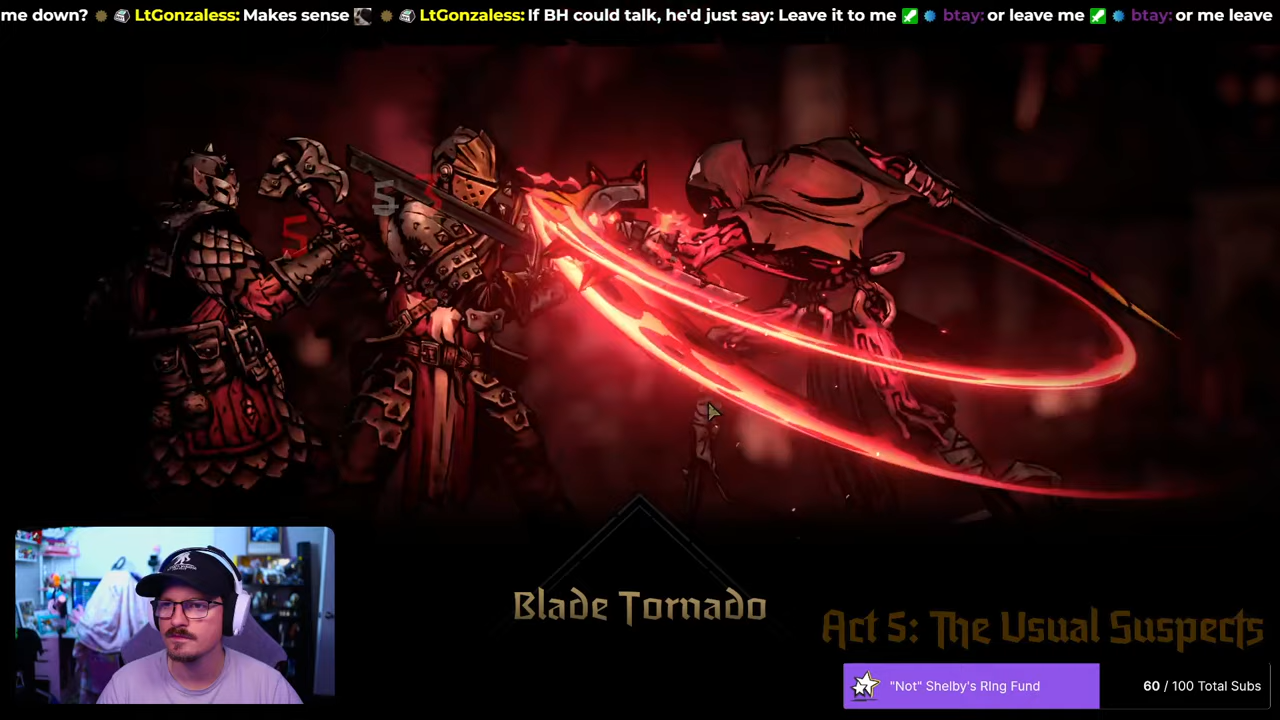 me down? LtGonzaless: Makes sense LtGonzaless: If BH could talk, he'd just say: Leave it to me btay: or leave me btay: or me leave
5
5
Blade Tornado
Act 5: The Usual Suspects
"Not" Shelby's RIng Fund 60 / 100 Total Subs